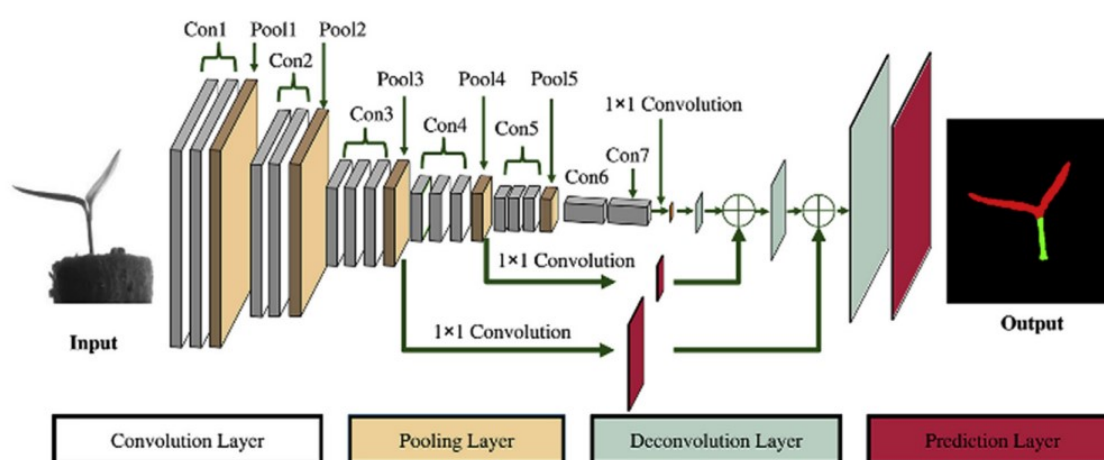 Con1
Pool1
Pool2
Con2
Pool3
Pool4
Pool5
1×1 Convolution
Con3
Con4
Con5
Con7
Con6
1×1 Convolution
1×1 Convolution
Input
Output
Convolution Layer
Pooling Layer
Deconvolution Layer
Prediction Layer